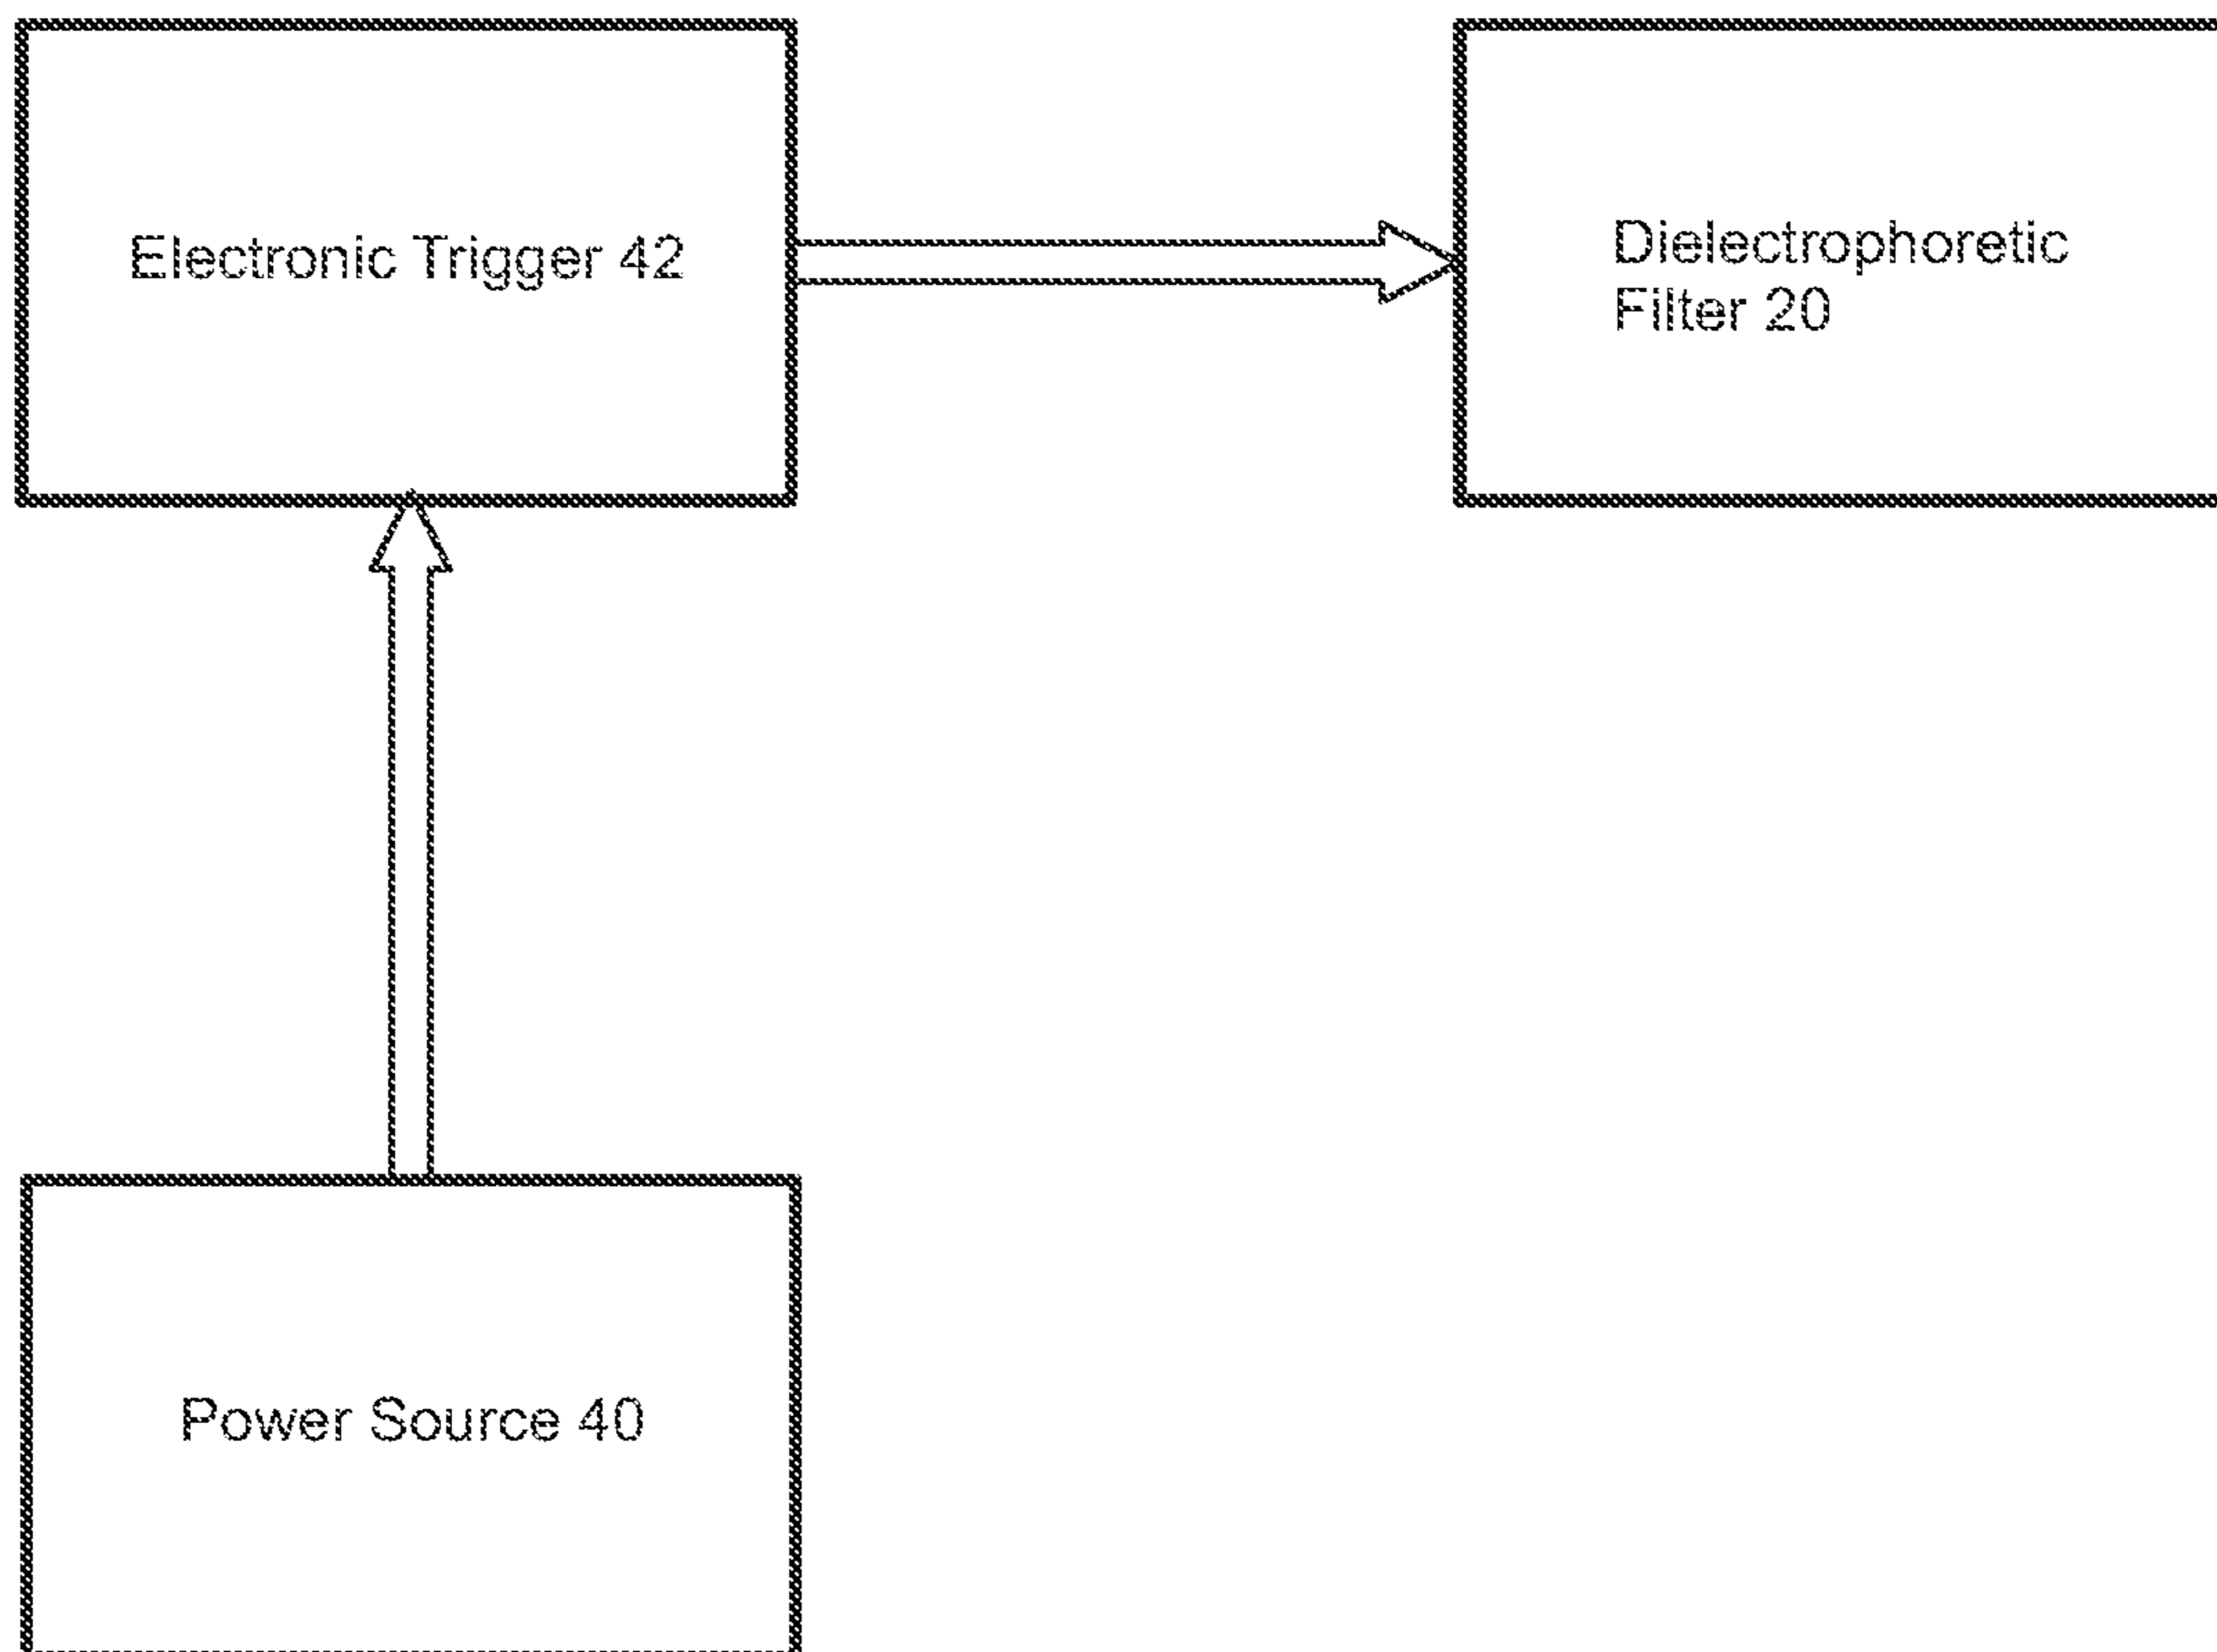 Electronic Trigger 42
Dielectrophoretic
Filter 20
Power Source 40